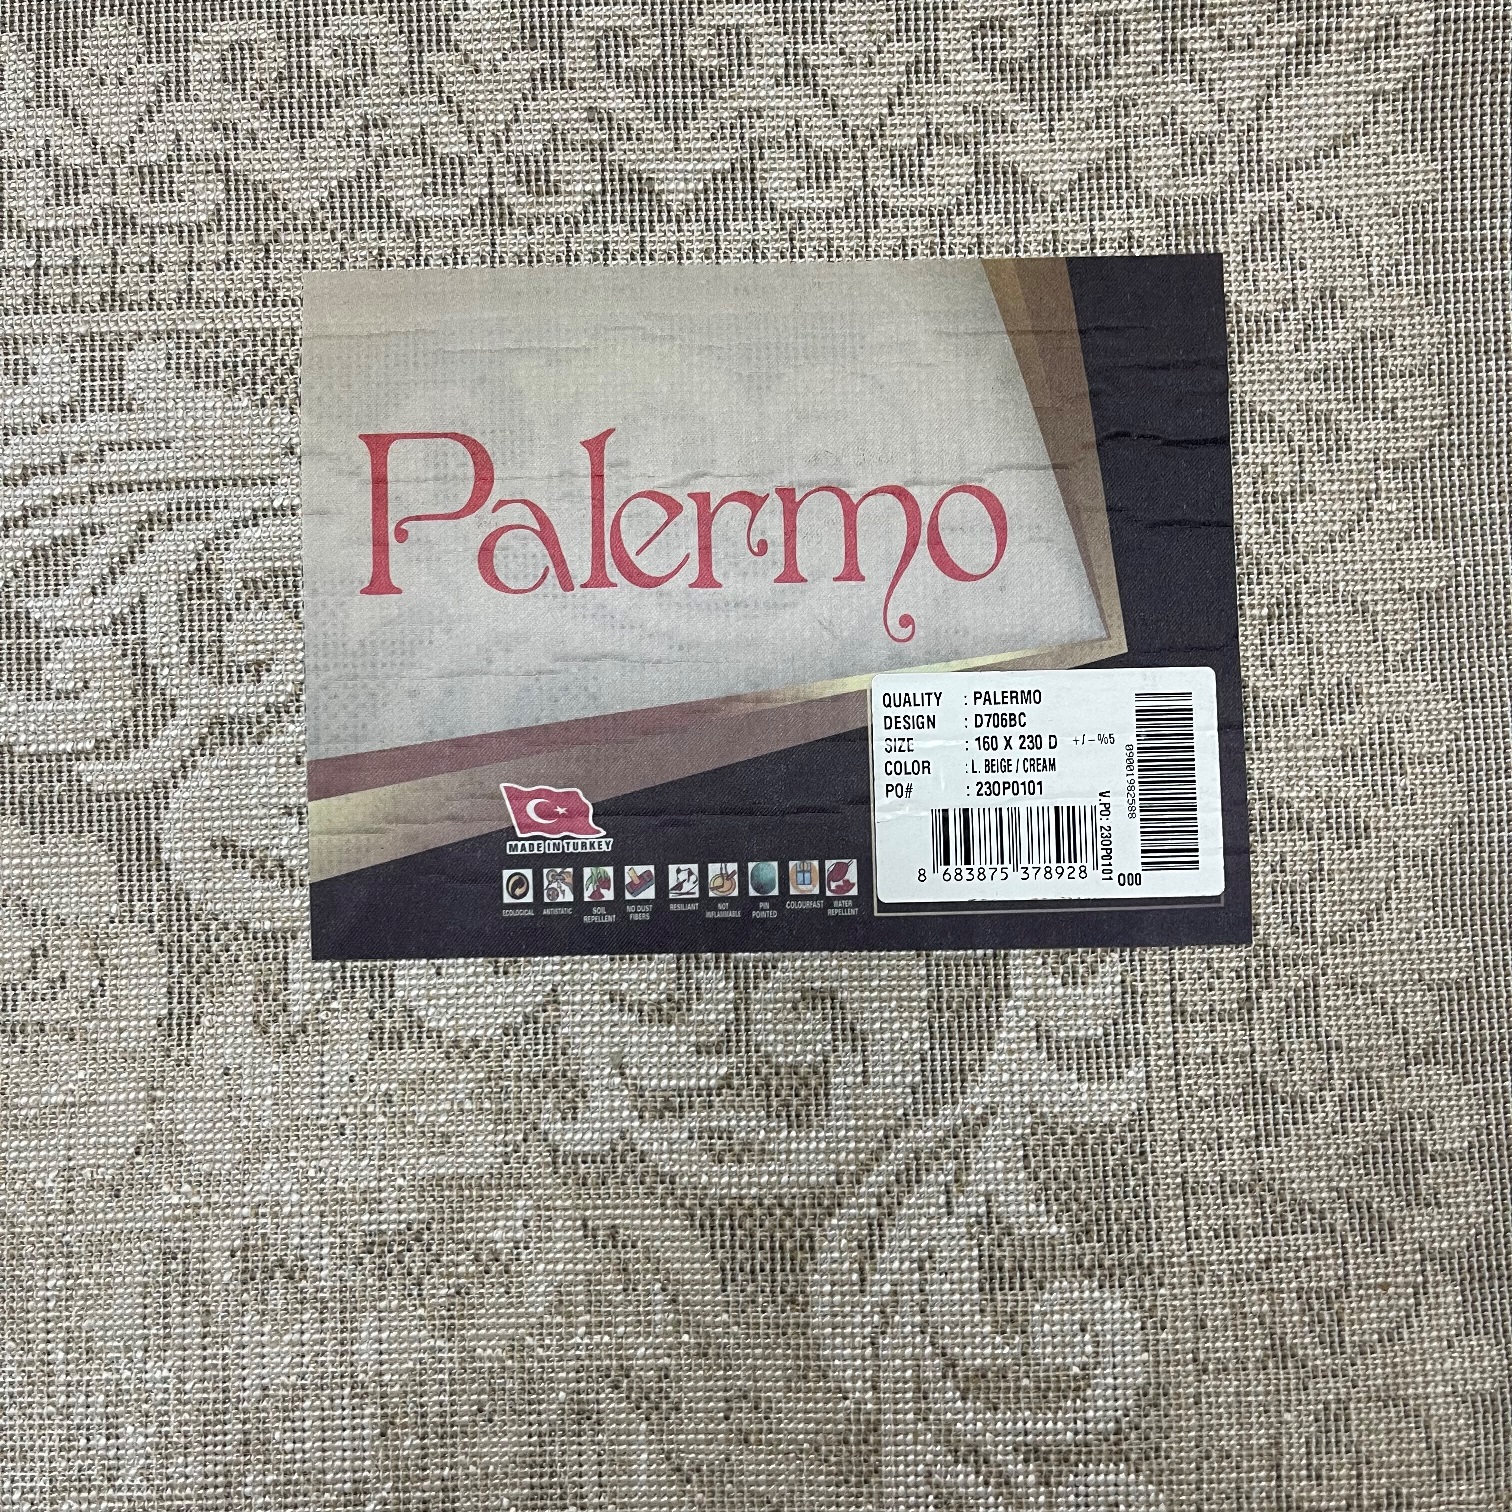 Palermo
QUALITY : PALERMO
DESIGN : D706BC
SIZE : 160 X 230 D +/-%5
COLOR : L. BEIGE / CREAM
PO# : 230P0101
8 683875 378928
V.PO: 230P0101
000
09001982588
MADE IN TURKEY
ECOLOGICAL
ANTISTATIC
SOIL REPELLENT
NO DUST FIBERS
RESILIANT
NOT INFLAMMABLE
PIN POINTED
COLOURFAST
WATER REPELLENT